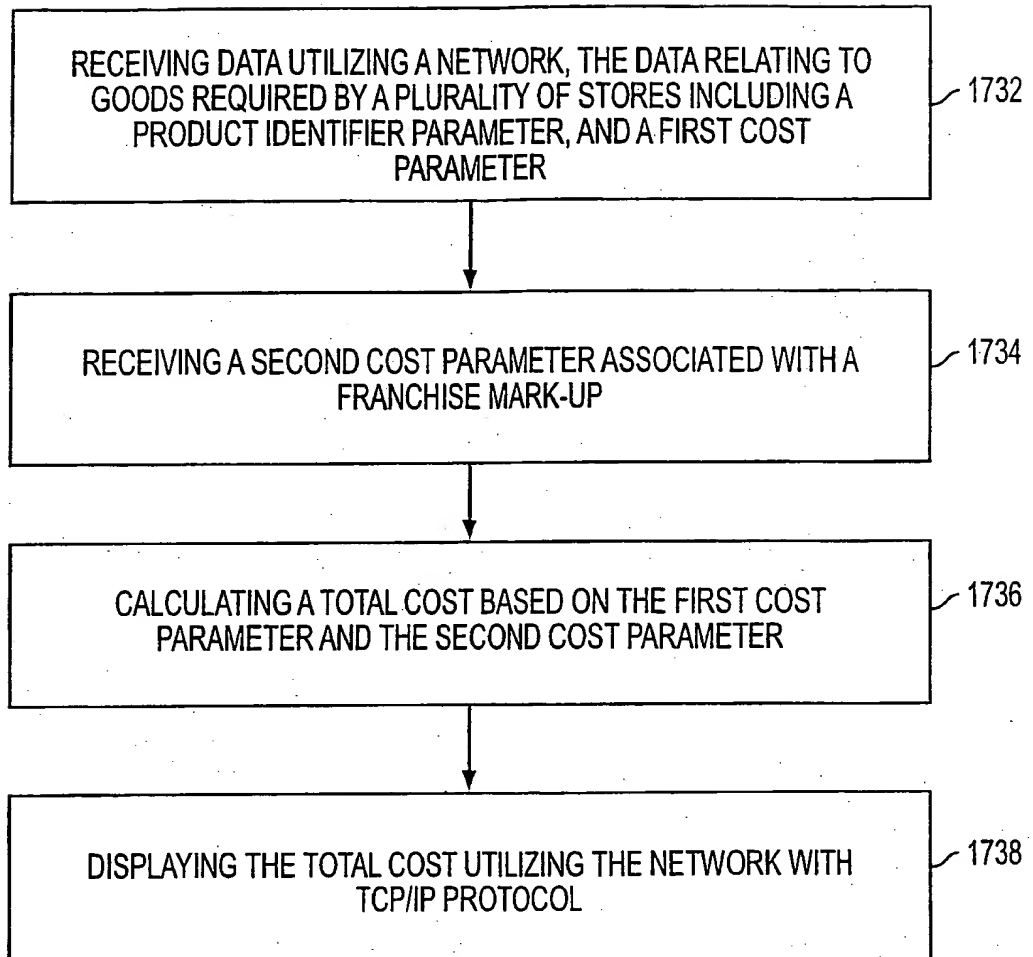 RECEIVING DATA UTILIZING A NETWORK, THE DATA RELATING TO
GOODS REQUIRED BY A PLURALITY OF STORES INCLUDING A
PRODUCT IDENTIFIER PARAMETER, AND A FIRST COST
PARAMETER
1732
RECEIVING A SECOND COST PARAMETER ASSOCIATED WITH A
FRANCHISE MARK-UP
1734
CALCULATING A TOTAL COST BASED ON THE FIRST COST
PARAMETER AND THE SECOND COST PARAMETER
1736
DISPLAYING THE TOTAL COST UTILIZING THE NETWORK WITH
TCP/IP PROTOCOL
1738